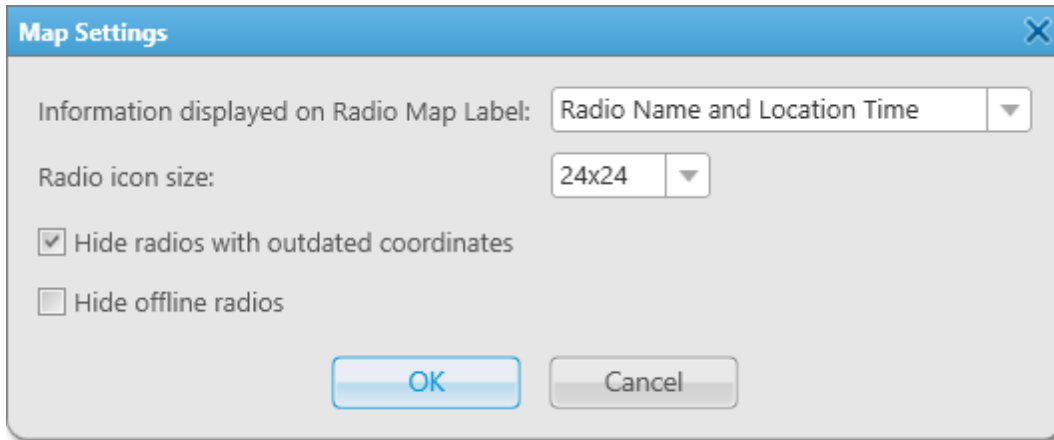 Map Settings
Information displayed on Radio Map Label: Radio Name and Location Time
Radio icon size: 24x24
Hide radios with outdated coordinates
Hide offline radios
OK Cancel